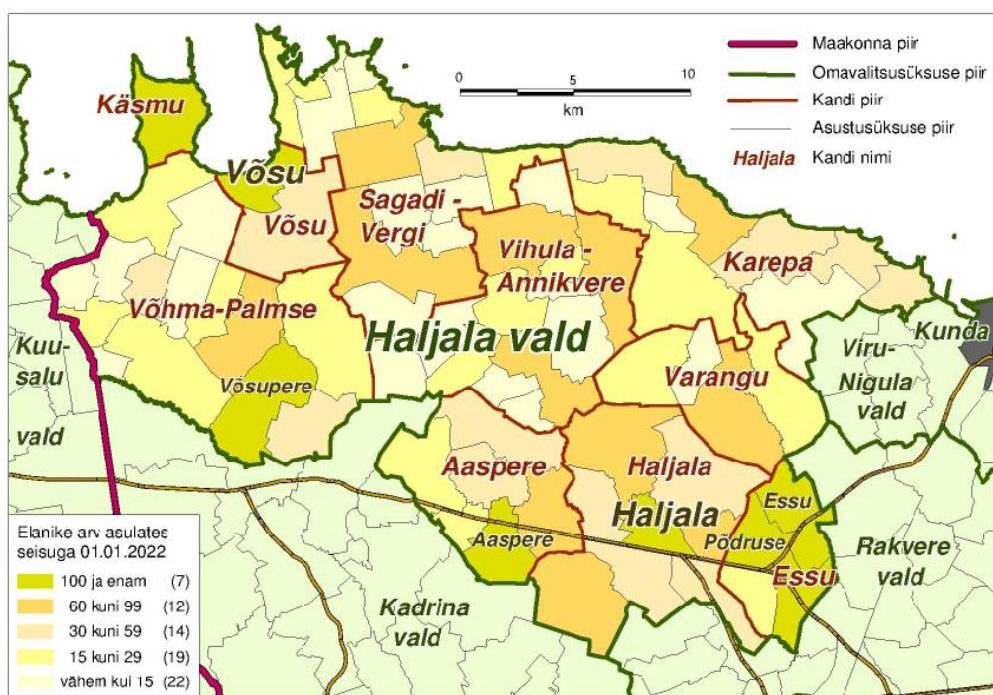 Maakonna piir
Omavalitsusüksuse piir
Kandi piir
Asustusüksuse piir
Haljala Kandi nimi
0 5 10
km
Käsmu
Võsu
Võsu
Sagadi -
Vergi
Vihula -
Annikvere
Karepa
Võhma-Palmse
Haljala vald
Kunda
Viru-
Nigula
vald
Kuu-
salu
vald
Võsupere
Varangu
Aaspere
Haljala
Haljala
Aaspere
Essu
Põdruse
Essu
Rakvere
vald
Kadrina
vald
Elanike arv asulates
seisuga 01.01.2022
100 ja enam (7)
60 kuni 99 (12)
30 kuni 59 (14)
15 kuni 29 (19)
vähem kui 15 (22)